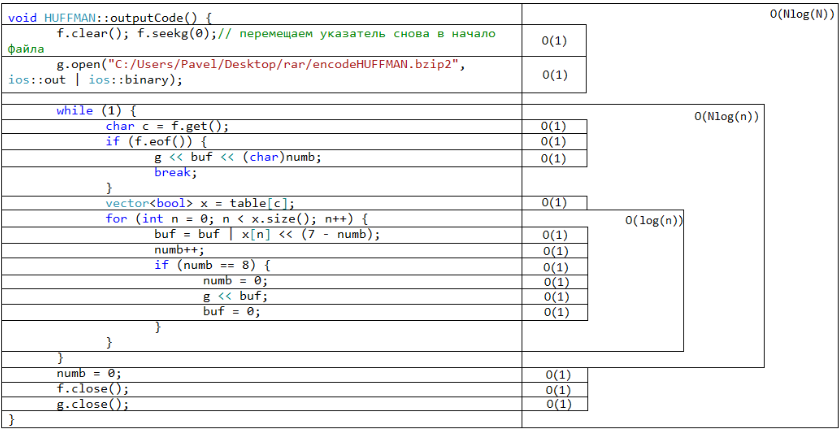 void HUFFMAN::outputCode() { O(Nlog(N))
f.clear(); f.seekg(0);// перемещаем указатель снова в начало O(1)
файла
g.open("C:/Users/Pavel/Desktop/rar/encodeHUFFMAN.bzip2", O(1)
ios::out | ios::binary);
while (1) { O(Nlog(n))
char c = f.get(); O(1)
if (f.eof()) { O(1)
g << buf << (char)numb; O(1)
break;
}
vector<bool> x = table[c]; O(1)
for (int n = 0; n < x.size(); n++) { O(log(n))
buf = buf | x[n] << (7 - numb); O(1)
numb++; O(1)
if (numb == 8) { O(1)
numb = 0; O(1)
g << buf; O(1)
buf = 0; O(1)
}
}
}
numb = 0; O(1)
f.close(); O(1)
g.close(); O(1)
}